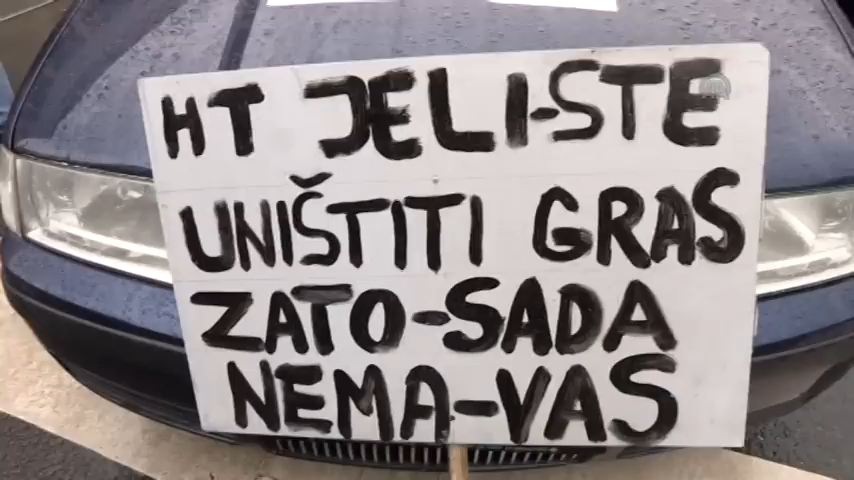 HT JELI-STE
UNIŠTITI GRAS
ZATO-SADA
NEMA-VAS